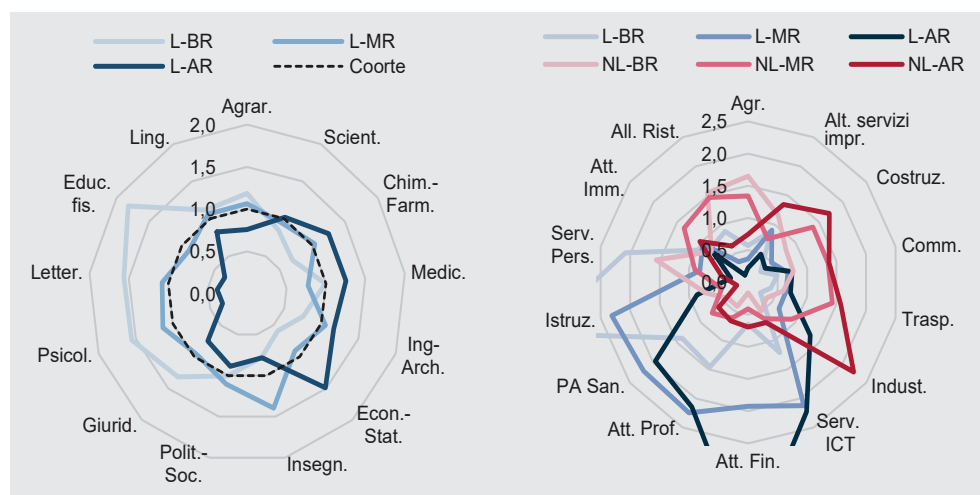 L-BR
L-MR
L-AR
Coorte
Agrar.
Scient.
Chim.-
Farm.
Medic.
Ing-
Arch.
Econ.-
Stat.
Insegn.
Polit.-
Soc.
Giurid.
Psicol.
Letter.
Educ.
fis.
Ling.
2,0
1,5
1,0
0,5
0,0
L-BR
L-MR
L-AR
NL-BR
NL-MR
NL-AR
Agr.
Alt. servizi
impr.
Costruz.
Comm.
Trasp.
Indust.
Serv.
ICT
Att. Fin.
Att. Prof.
PA San.
Istruz.
Serv.
Pers.
Att.
Imm.
All. Rist.
2,5
2,0
1,5
1,0
0,5
0,0